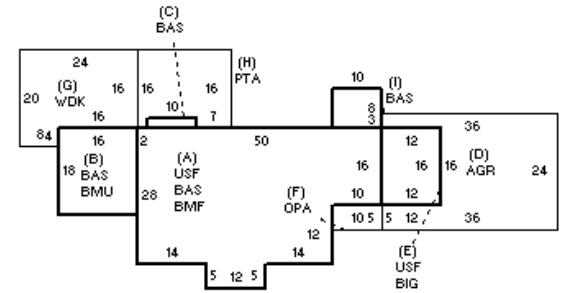 (C)
BAS
24
(H)
PTA
16 16 16
(G)
WDK
20
10
7
16
10
(I)
BAS
8
3
36
84
16
2
50
12
(B)
BAS
BMU
18
(A)
USF
BAS
BMF
28
16
16
16
(D)
AGR
24
(F)
OPA
10
12
10 5 5 12 36
12
14
14
5 12 5
(E)
USF
BIG